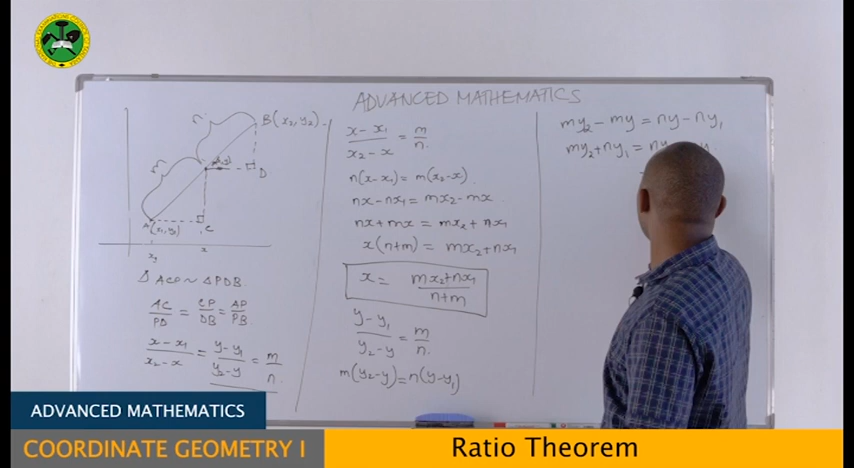 ADVANCED MATHEMATICS
m
n
B(x₂, y₂)
D
A
(x₁, y₁)
C
x₁
x
Δ ACP ~ Δ PDB.
AC/PD = CP/DB = AP/PB.
x – x₁/x₂ – x = y – y₁/y₂ – y = m/n.
x – x₁/x₂ – x = m/n.
n(x – x₁) = m(x₂ – x).
nx – nx₁ = mx₂ – mx.
nx + mx = mx₂ + nx₁
x(n+m) = mx₂ + nx₁
x = mx₂ + nx₁/n+m
y – y₁/y₂ – y = m/n.
m(y₂ – y) = n(y – y₁)
my₂ – my = ny – ny₁
my₂ + ny₁ = ny
ADVANCED MATHEMATICS
COORDINATE GEOMETRY I
Ratio Theorem